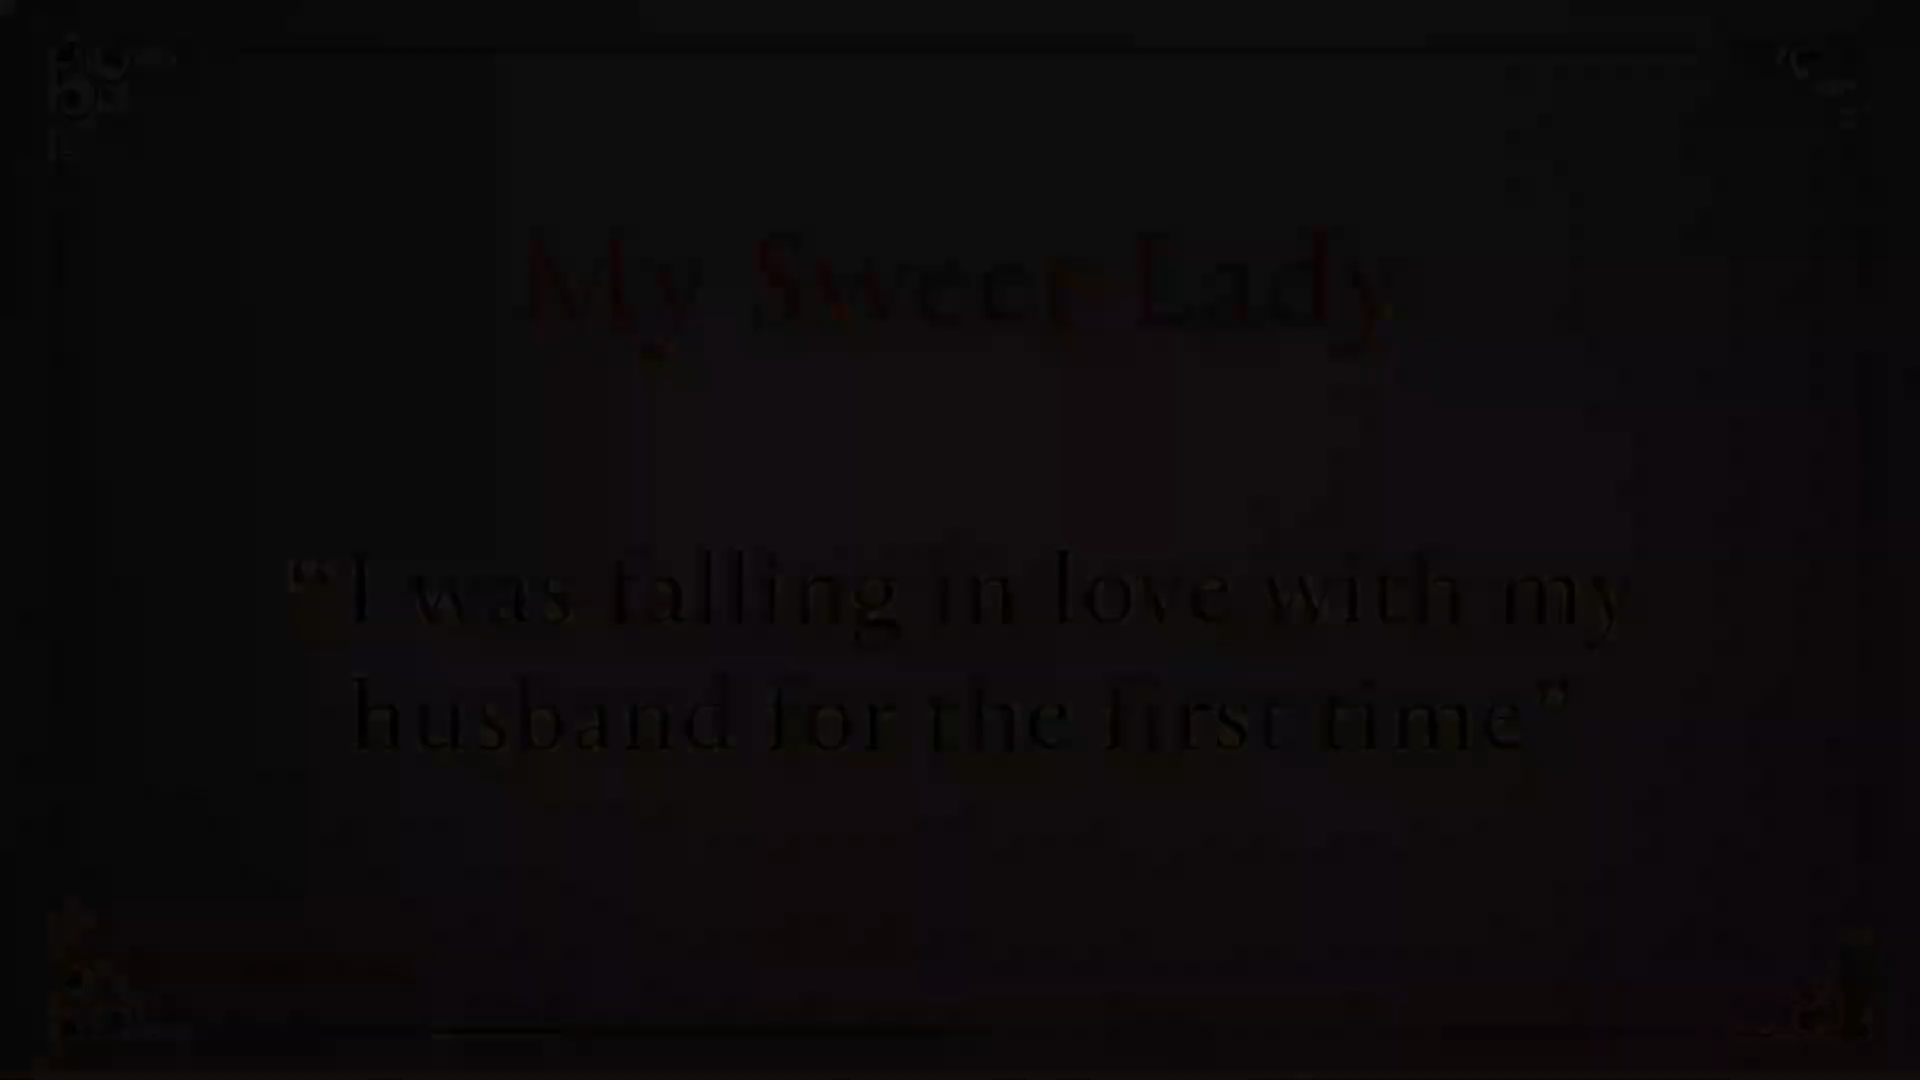 My Sweet Lady
“I was falling in love with my
husband for the first time”